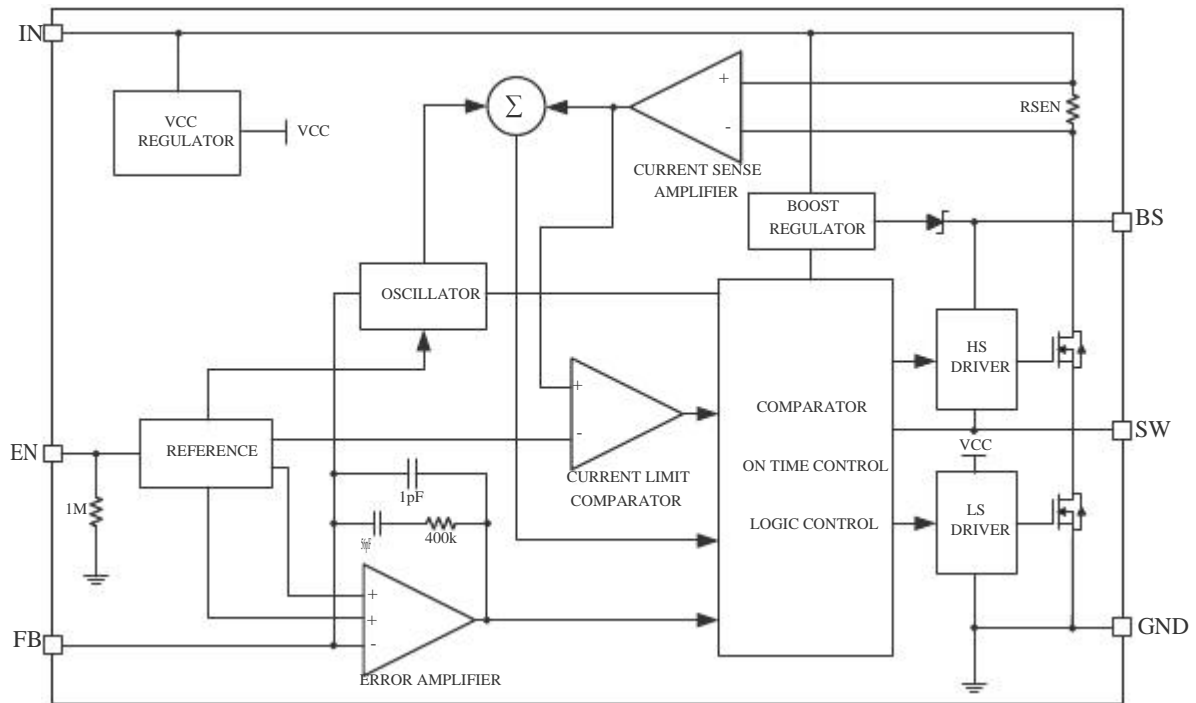 IN
VCC
REGULATOR
VCC
Σ
+
-
RSEN
CURRENT SENSE
AMPLIFIER
BOOST
REGULATOR
BS
OSCILLATOR
HS
DRIVER
+
-
CURRENT LIMIT
COMPARATOR
COMPARATOR
ON TIME CONTROL
LOGIC CONTROL
SW
VCC
LS
DRIVER
EN
REFERENCE
1M
1pF
400k
+
+
-
FB
ERROR AMPLIFIER
GND